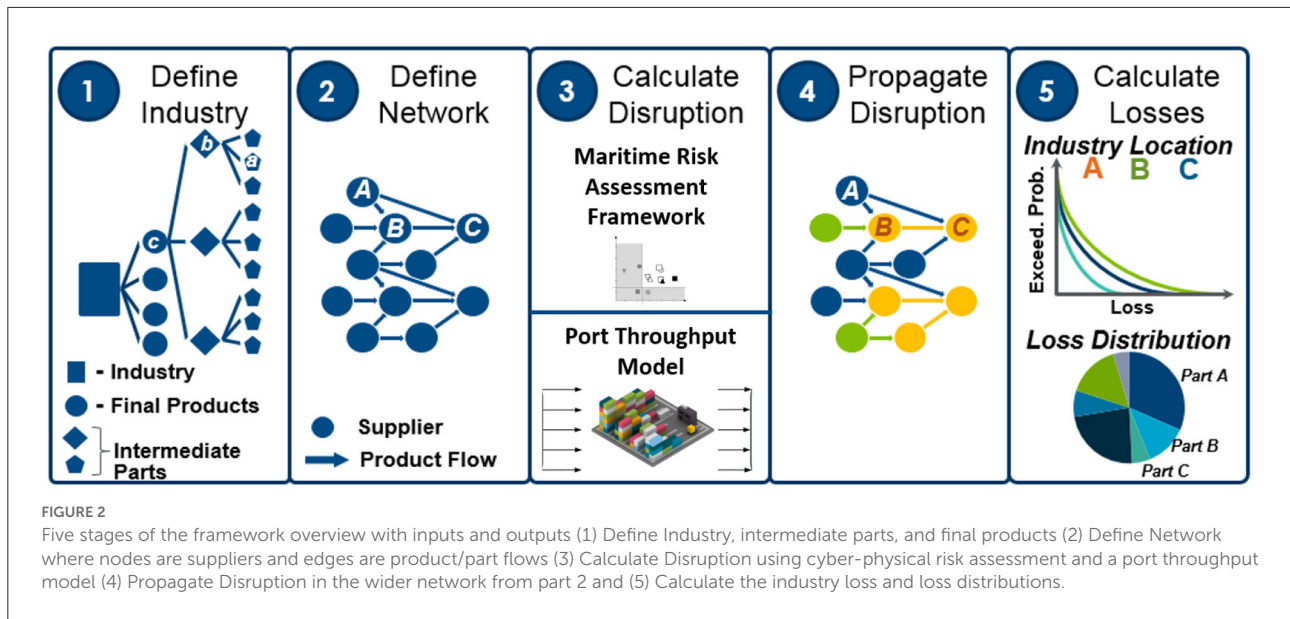 1
Define
Industry
b
a
c
- Industry
- Final Products
Intermediate
Parts
2
Define
Network
A
B
C
Supplier
Product Flow
3
Calculate
Disruption
Maritime Risk
Assessment
Framework
Port Throughput
Model
4
Propagate
Disruption
A
B
C
5
Calculate
Losses
Industry Location
A B C
Exceed. Prob.
Loss
Loss Distribution
Part A
Part B
Part C
FIGURE 2
Five stages of the framework overview with inputs and outputs (1) Define Industry, intermediate parts, and final products (2) Define Network
where nodes are suppliers and edges are product/part flows (3) Calculate Disruption using cyber-physical risk assessment and a port throughput
model (4) Propagate Disruption in the wider network from part 2 and (5) Calculate the industry loss and loss distributions.